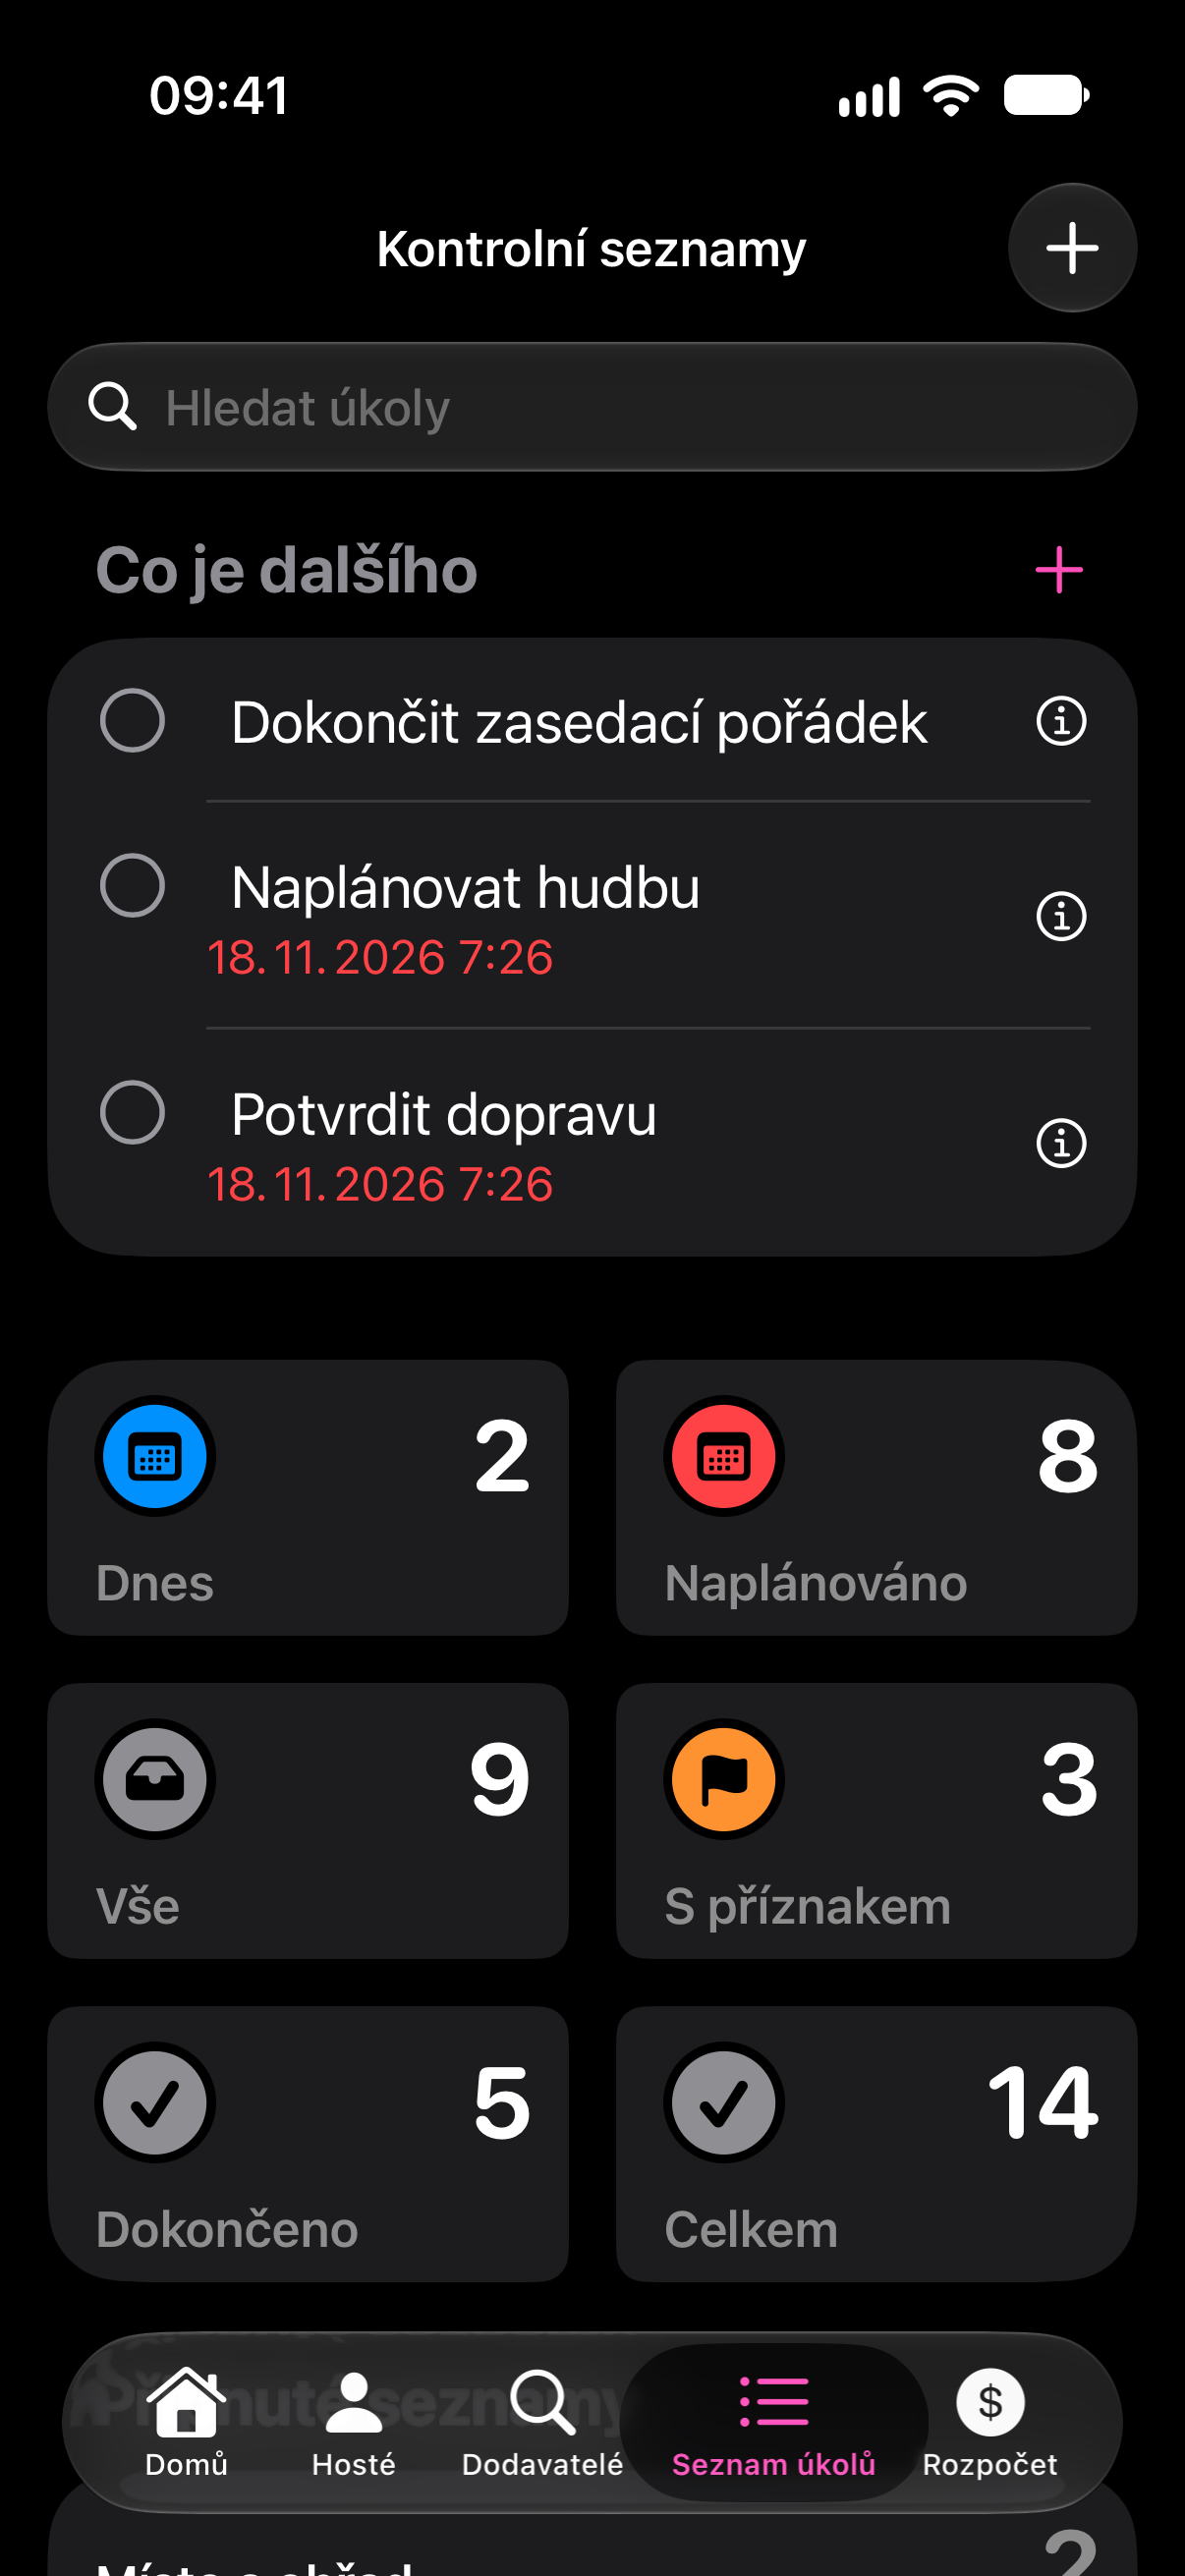 09:41
Kontrolní seznamy
Hledat úkoly
Co je dalšího
Dokončit zasedací pořádek
Naplánovat hudbu
18. 11. 2026 7:26
Potvrdit dopravu
18. 11. 2026 7:26
2
8
Dnes
Naplánováno
9
3
Vše
S příznakem
5
14
Dokončeno
Celkem
seznamy
$
Domů
Hosté
Dodavatelé
Seznam úkolů
Rozpočet
2